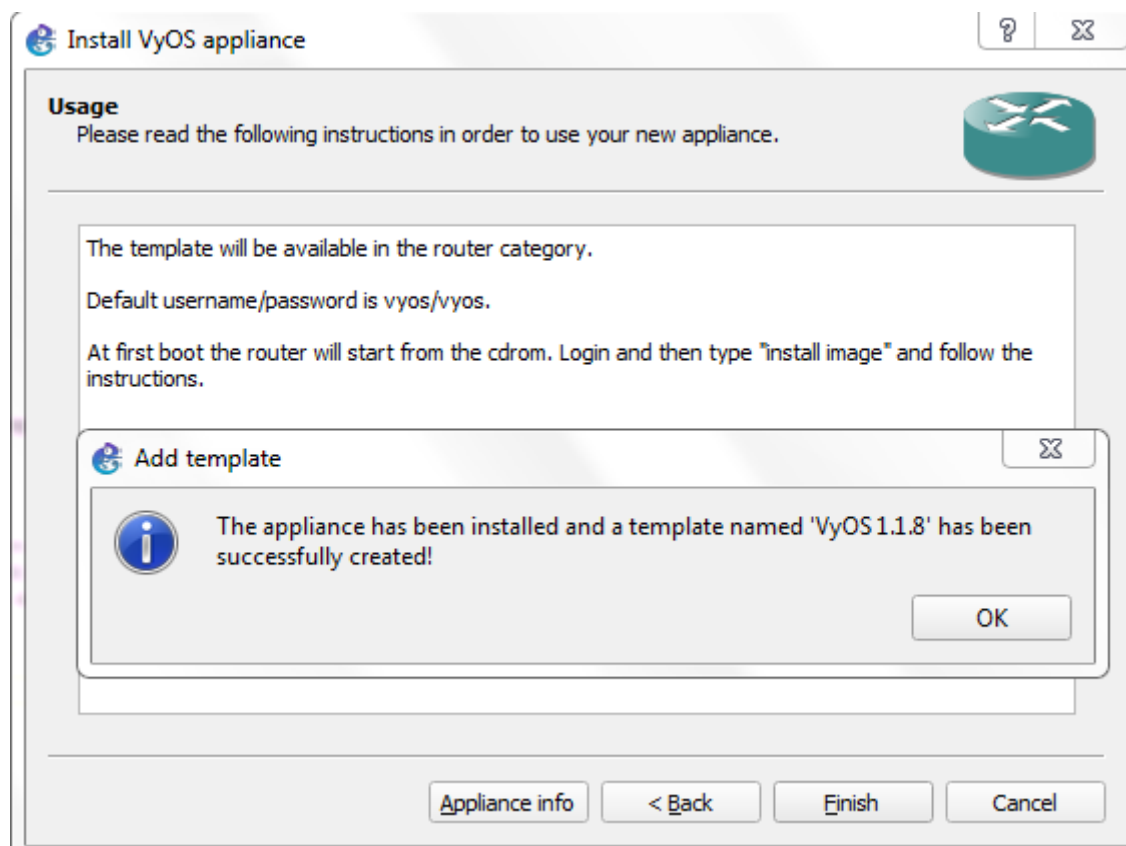 Install VyOS appliance
Usage
Please read the following instructions in order to use your new appliance.
The template will be available in the router category.
Default username/password is vyos/vyos.
At first boot the router will start from the cdrom. Login and then type "install image" and follow the
instructions.
Add template
The appliance has been installed and a template named 'VyOS 1.1.8' has been
successfully created!
OK
Appliance info
< Back
Finish
Cancel